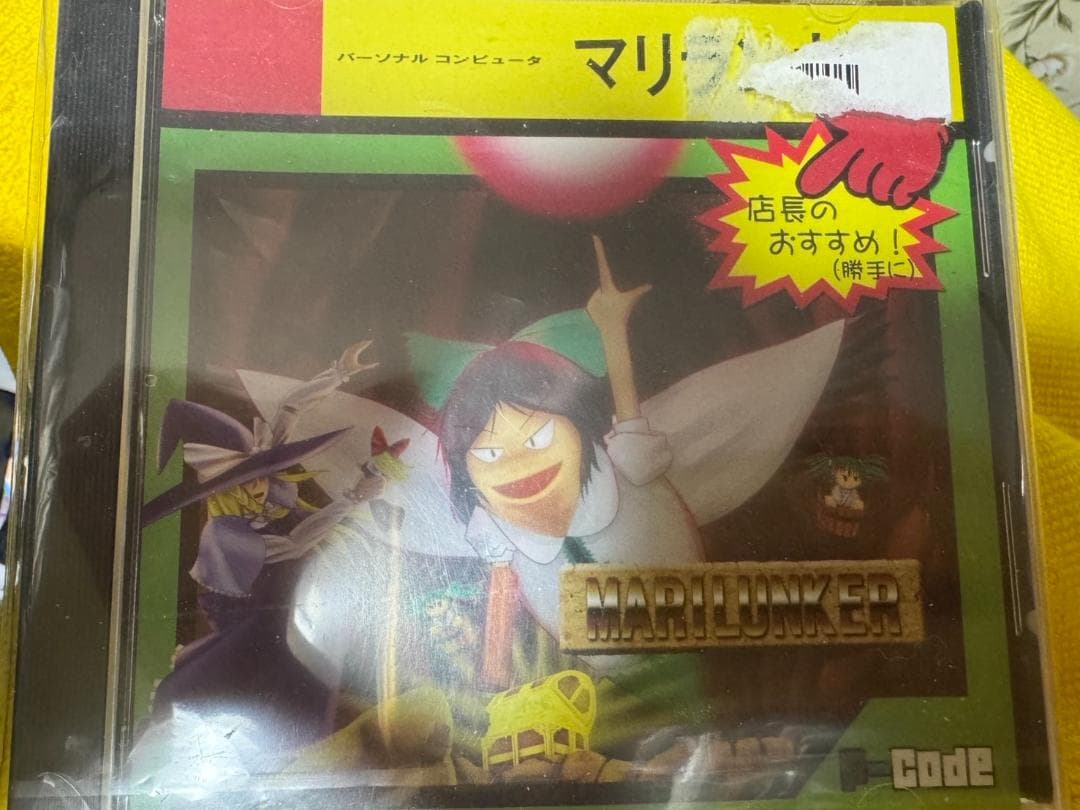 パーソナル コンピュータ
マリ
店長の
おすすめ!
(勝手に)
MARILUNKER
CODE